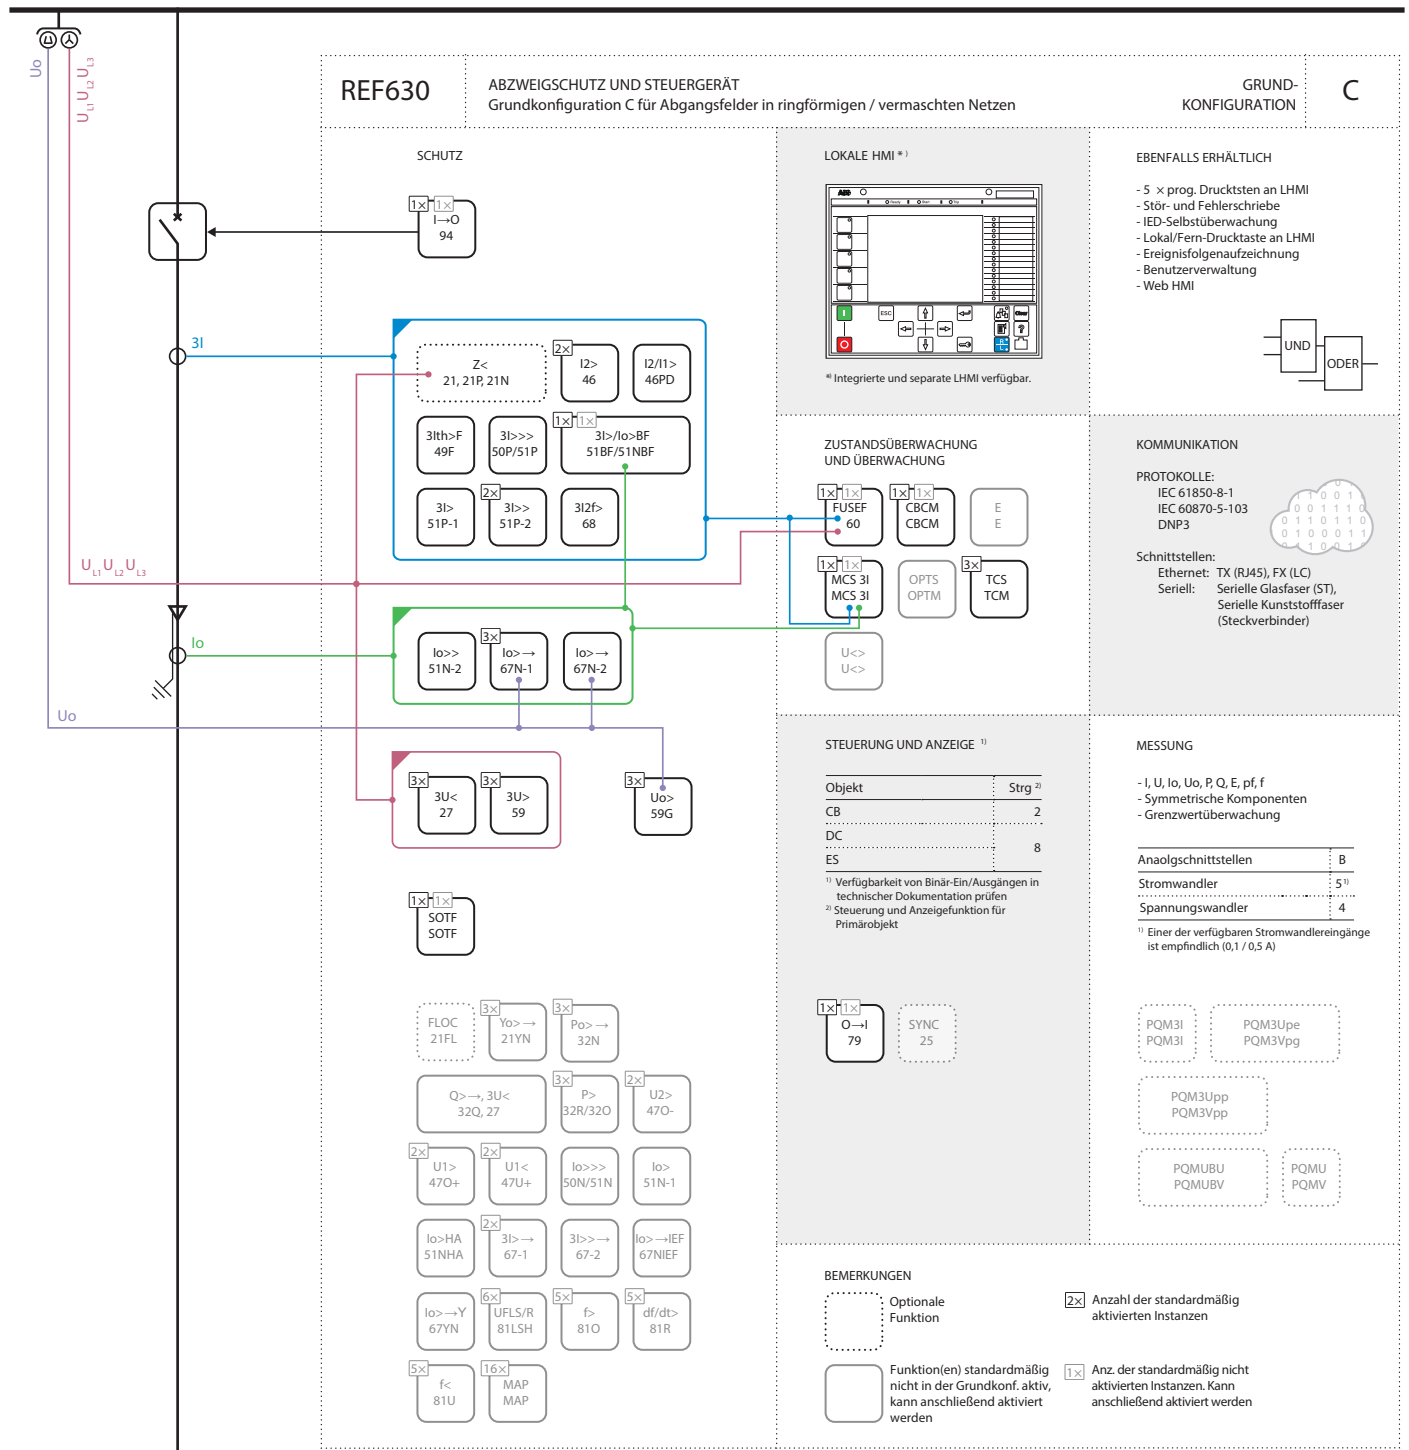 Uo
U L1 U L2 U L3
REF630
ABZWEIGSCHUTZ UND STEUERGERÄT
Grundkonfiguration C für Abgangsfelder in ringförmigen / vermaschten Netzen
GRUND-
KONFIGURATION
C
SCHUTZ
1× 1×
I→O
94
3I
Z<
21, 21P, 21N
2×
I2>
46
I2/I1>
46PD
3Ith>F
49F
3I>>>
50P/51P
1× 1×
3I>/Io>BF
51BF/51NBF
3I>
51P-1
2×
3I>>
51P-2
3I2f>
68
U L1 U L2 U L3
Io
Io>>
51N-2
3×
Io>→
67N-1
Io>→
67N-2
Uo
3×
3U<
27
3×
3U>
59
3×
Uo>
59G
1× 1×
SOTF
SOTF
FLOC
21FL
3×
Yo>→
21YN
3×
Po>→
32N
Q>→, 3U<
32Q, 27
3×
P>
32R/32O
2×
U2>
47O-
2×
U1>
47O+
2×
U1<
47U+
Io>>>
50N/51N
Io>
51N-1
Io>HA
51NHA
2×
3I>→
67-1
3I>>→
67-2
Io>→IEF
67NIEF
Io>→Y
67YN
6×
UFLS/R
81LSH
5×
f>
81O
5×
df/dt>
81R
5×
f<
81U
16×
MAP
MAP
LOKALE HMI *)
ABB
Ready Start Trip
ESC
Clear
I
O
R
L
?
*) Integrierte und separate LHMI verfügbar.
EBENFALLS ERHÄLTLICH
- 5 × prog. Drucktsten an LHMI
- Stör- und Fehlerschriebe
- IED-Selbstüberwachung
- Lokal/Fern-Drucktaste an LHMI
- Ereignisfolgenaufzeichnung
- Benutzerverwaltung
- Web HMI
UND
ODER
ZUSTANDSÜBERWACHUNG
UND ÜBERWACHUNG
1× 1×
FUSEF
60
1× 1×
CBCM
CBCM
E
E
1× 1×
MCS 3I
MCS 3I
OPTS
OPTM
3×
TCS
TCM
U<>
U<>
KOMMUNIKATION
PROTOKOLLE:
IEC 61850-8-1
IEC 60870-5-103
DNP3
Schnittstellen:
Ethernet: TX (RJ45), FX (LC)
Seriell: Serielle Glasfaser (ST),
Serielle Kunststofffaser
(Steckverbinder)
STEUERUNG UND ANZEIGE 1)
Objekt Strg 2)
CB 2
DC
8
ES
1) Verfügbarkeit von Binär-Ein/Ausgängen in
technischer Dokumentation prüfen
2) Steuerung und Anzeigefunktion für
Primärobjekt
1× 1×
O→I
79
SYNC
25
MESSUNG
- I, U, Io, Uo, P, Q, E, pf, f
- Symmetrische Komponenten
- Grenzwertüberwachung
Anaolgschnittstellen B
Stromwandler 5 1)
Spannungswandler 4
1) Einer der verfügbaren Stromwandlereingänge
ist empfindlich (0,1 / 0,5 A)
PQM3I
PQM3I
PQM3Upe
PQM3Vpg
PQM3Upp
PQM3Vpp
PQMUBU
PQMUBV
PQMU
PQMV
BEMERKUNGEN
Optionale
Funktion
2× Anzahl der standardmäßig
aktivierten Instanzen
Funktion(en) standardmäßig
nicht in der Grundkonf. aktiv,
kann anschließend aktiviert
werden
1× Anz. der standardmäßig nicht
aktivierten Instanzen. Kann
anschließend aktiviert werden